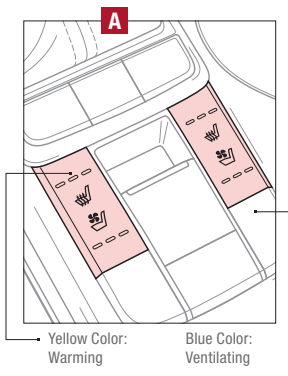 A
Yellow Color:
Warming
Blue Color:
Ventilating